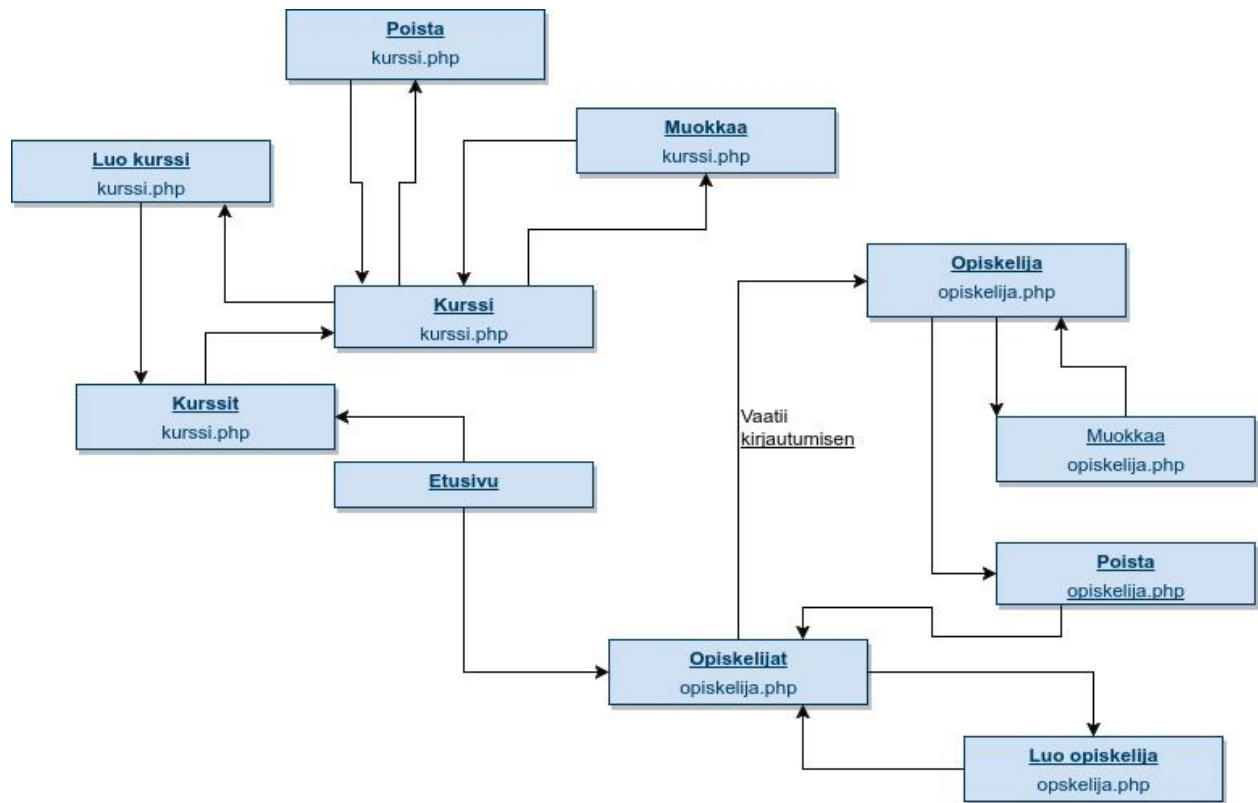 Poista
kurssi.php
Muokkaa
kurssi.php
Luo kurssi
kurssi.php
Opiskelija
opiskelija.php
Kurssi
kurssi.php
Kurssit
kurssi.php
Vaatii
kirjautumisen
Muokkaa
opiskelija.php
Etusivu
Poista
opiskelija.php
Opiskelijat
opiskelija.php
Luo opiskelija
opskelija.php